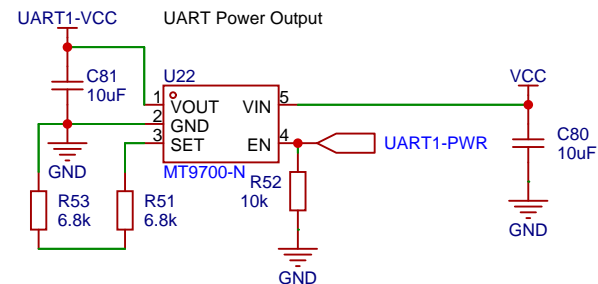 UART1-VCC
UART Power Output
C81
10uF
U22
1
2
3
VOUT
GND
SET
VIN
EN
5
4
MT9700-N
GND
R53
6.8k
R51
6.8k
R52
10k
GND
UART1-PWR
VCC
C80
10uF
GND